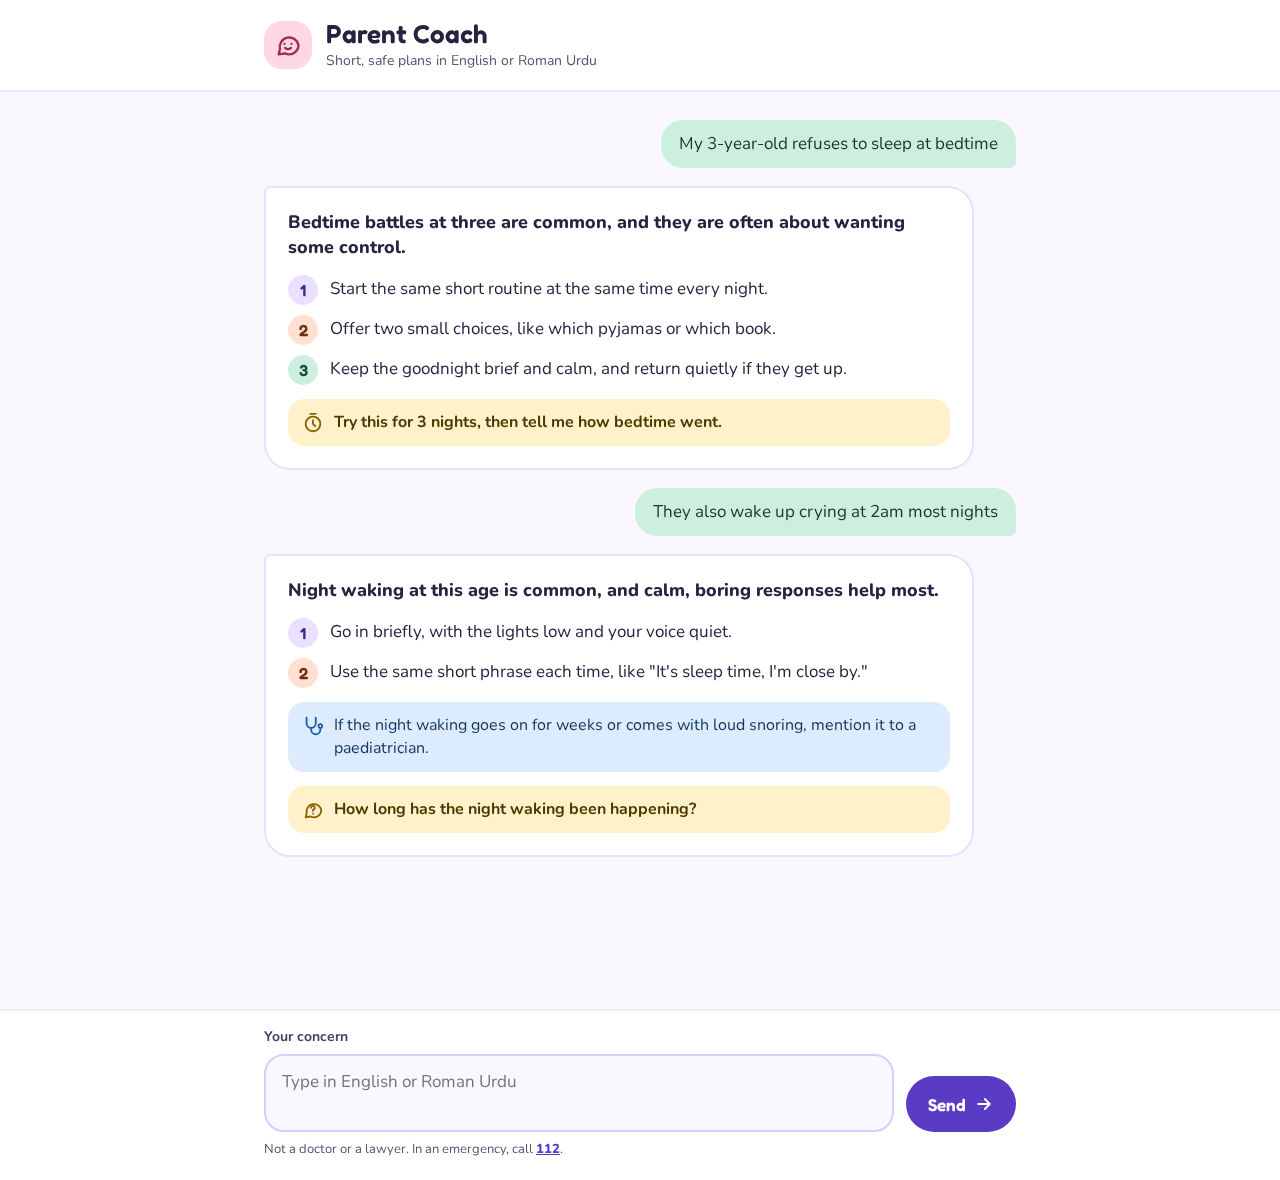 Parent Coach
Short, safe plans in English or Roman Urdu
My 3-year-old refuses to sleep at bedtime
Bedtime battles at three are common, and they are often about wanting
some control.
1 Start the same short routine at the same time every night.
2 Offer two small choices, like which pyjamas or which book.
3 Keep the goodnight brief and calm, and return quietly if they get up.
Try this for 3 nights, then tell me how bedtime went.
They also wake up crying at 2am most nights
Night waking at this age is common, and calm, boring responses help most.
1 Go in briefly, with the lights low and your voice quiet.
2 Use the same short phrase each time, like "It's sleep time, I'm close by."
If the night waking goes on for weeks or comes with loud snoring, mention it to a
paediatrician.
How long has the night waking been happening?
Your concern
Type in English or Roman Urdu
Send
Not a doctor or a lawyer. In an emergency, call 112.